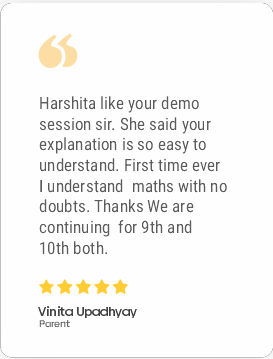 Harshita like your demo
session sir. She said your
explanation is so easy to
understand. First time ever
I understand  maths with no
doubts. Thanks We are
continuing  for 9th and
10th both.
Vinita Upadhyay
Parent